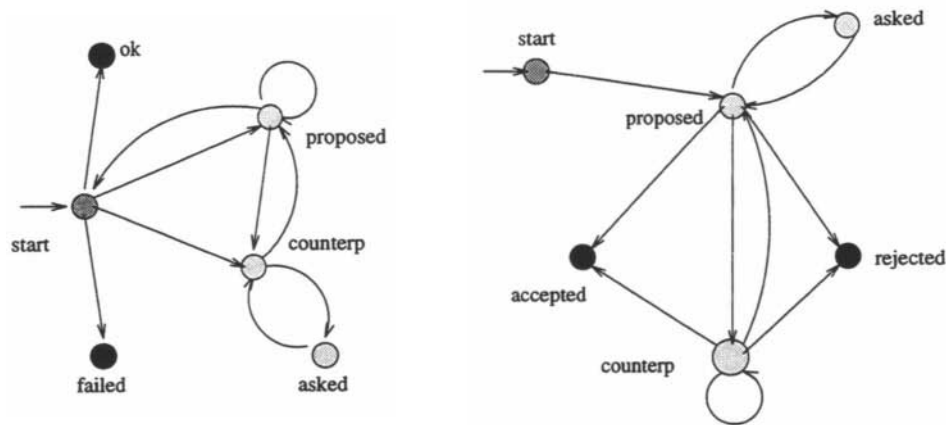 ok
proposed
start
counterp
failed
asked
start
asked
proposed
accepted
rejected
counterp